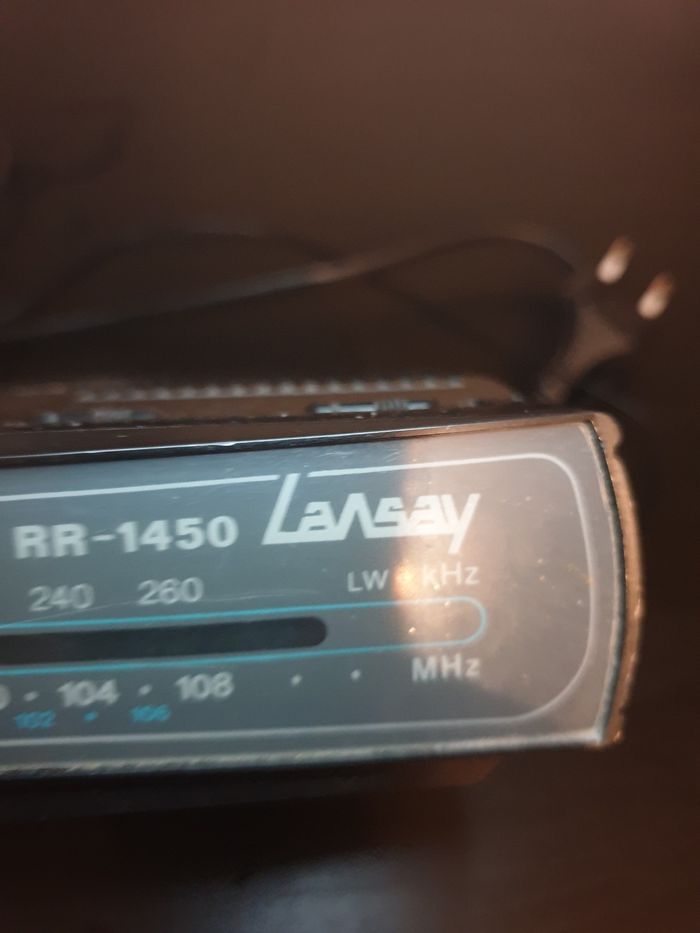 RR-1450 Lansay
240 260 LW kHz
104 · 108 · · MHz
102 · 106